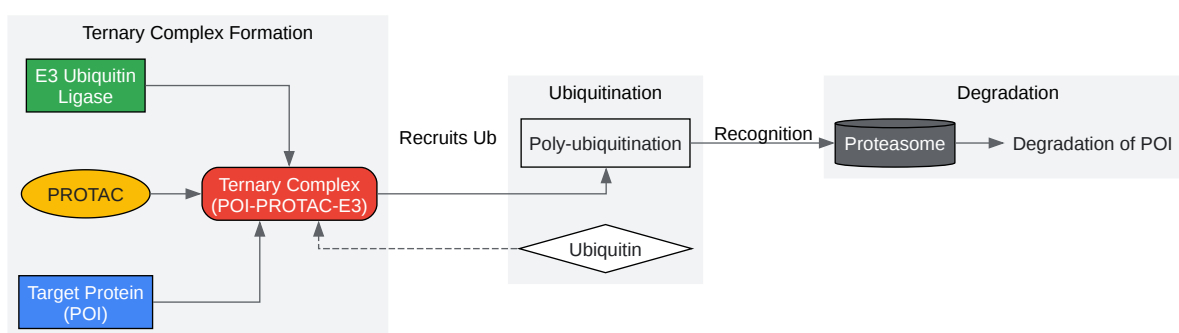 Ternary Complex Formation
E3 Ubiquitin
Ligase
PROTAC
Ternary Complex
(POI-PROTAC-E3)
Target Protein
(POI)
Recruits Ub
Ubiquitination
Poly-ubiquitination
Ubiquitin
Recognition
Degradation
Proteasome
Degradation of POI